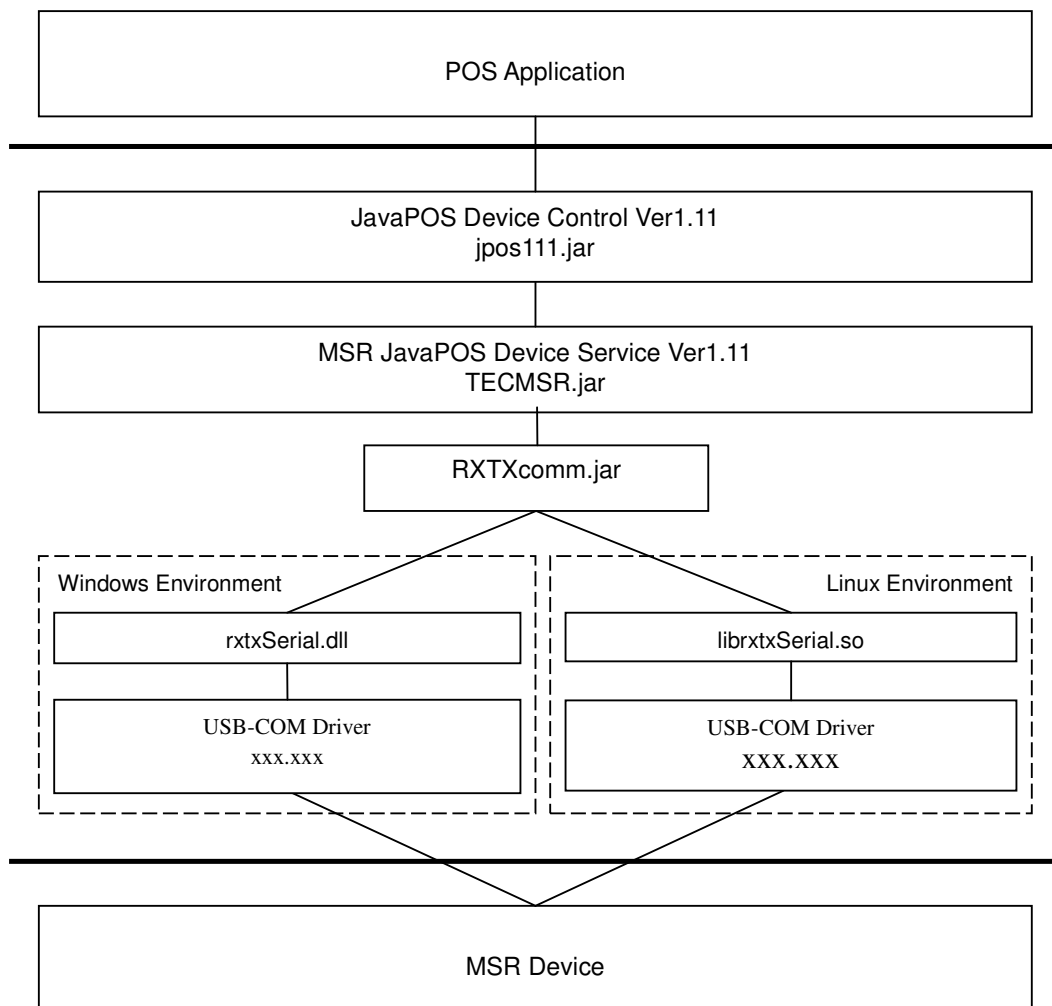 POS Application
JavaPOS Device Control Ver1.11
jpos111.jar
MSR JavaPOS Device Service Ver1.11
TECMSR.jar
RXTXcomm.jar
Windows Environment
rxtxSerial.dll
USB-COM Driver
xxx.xxx
Linux Environment
librxtxSerial.so
USB-COM Driver
xxx.xxx
MSR Device